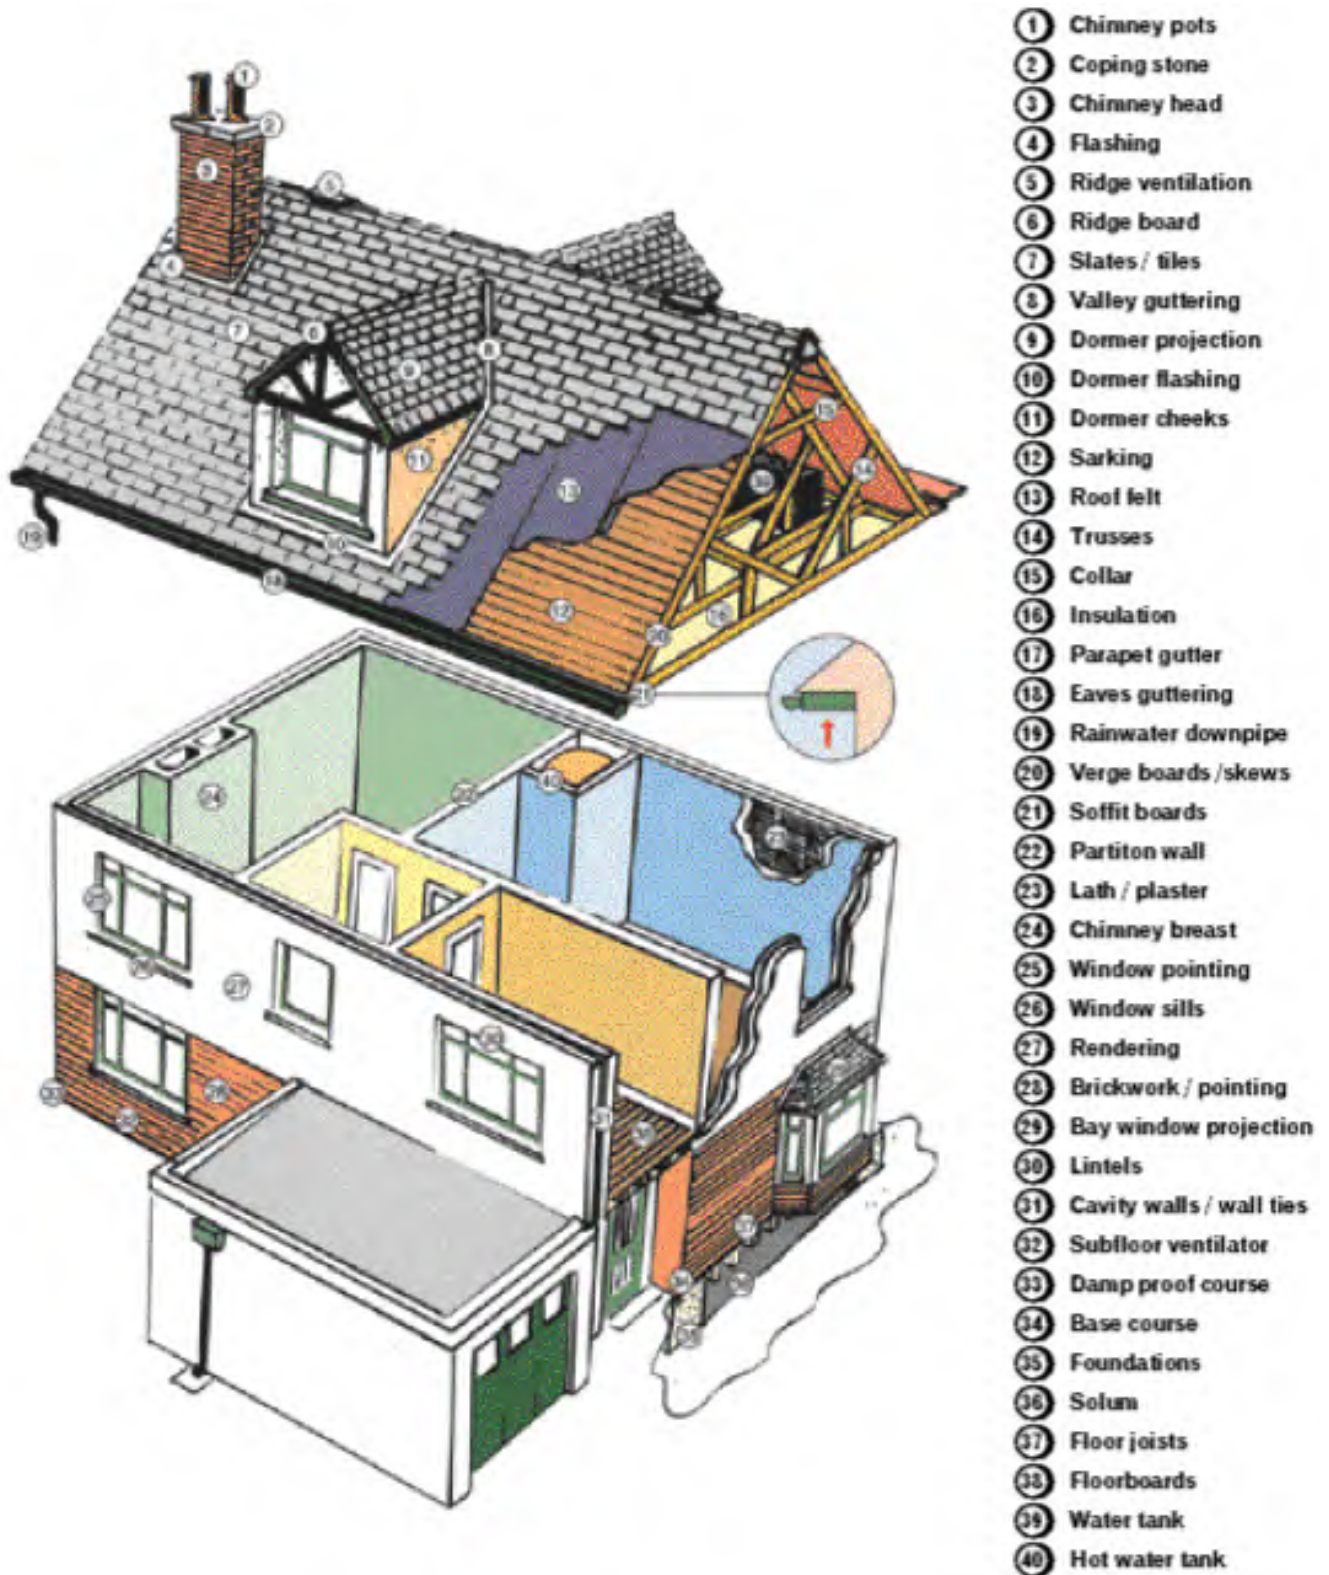 1 Chimney pots
2 Coping stone
3 Chimney head
4 Flashing
5 Ridge ventilation
6 Ridge board
7 Slates / tiles
8 Valley guttering
9 Dormer projection
10 Dormer flashing
11 Dormer cheeks
12 Sarking
13 Roof felt
14 Trusses
15 Collar
16 Insulation
17 Parapet gutter
18 Eaves guttering
19 Rainwater downpipe
20 Verge boards / skews
21 Soffit boards
22 Partiton wall
23 Lath / plaster
24 Chimney breast
25 Window pointing
26 Window sills
27 Rendering
28 Brickwork / pointing
29 Bay window projection
30 Lintels
31 Cavity walls / wall ties
32 Subfloor ventilator
33 Damp proof course
34 Base course
35 Foundations
36 Solum
37 Floor joists
38 Floorboards
39 Water tank
40 Hot water tank